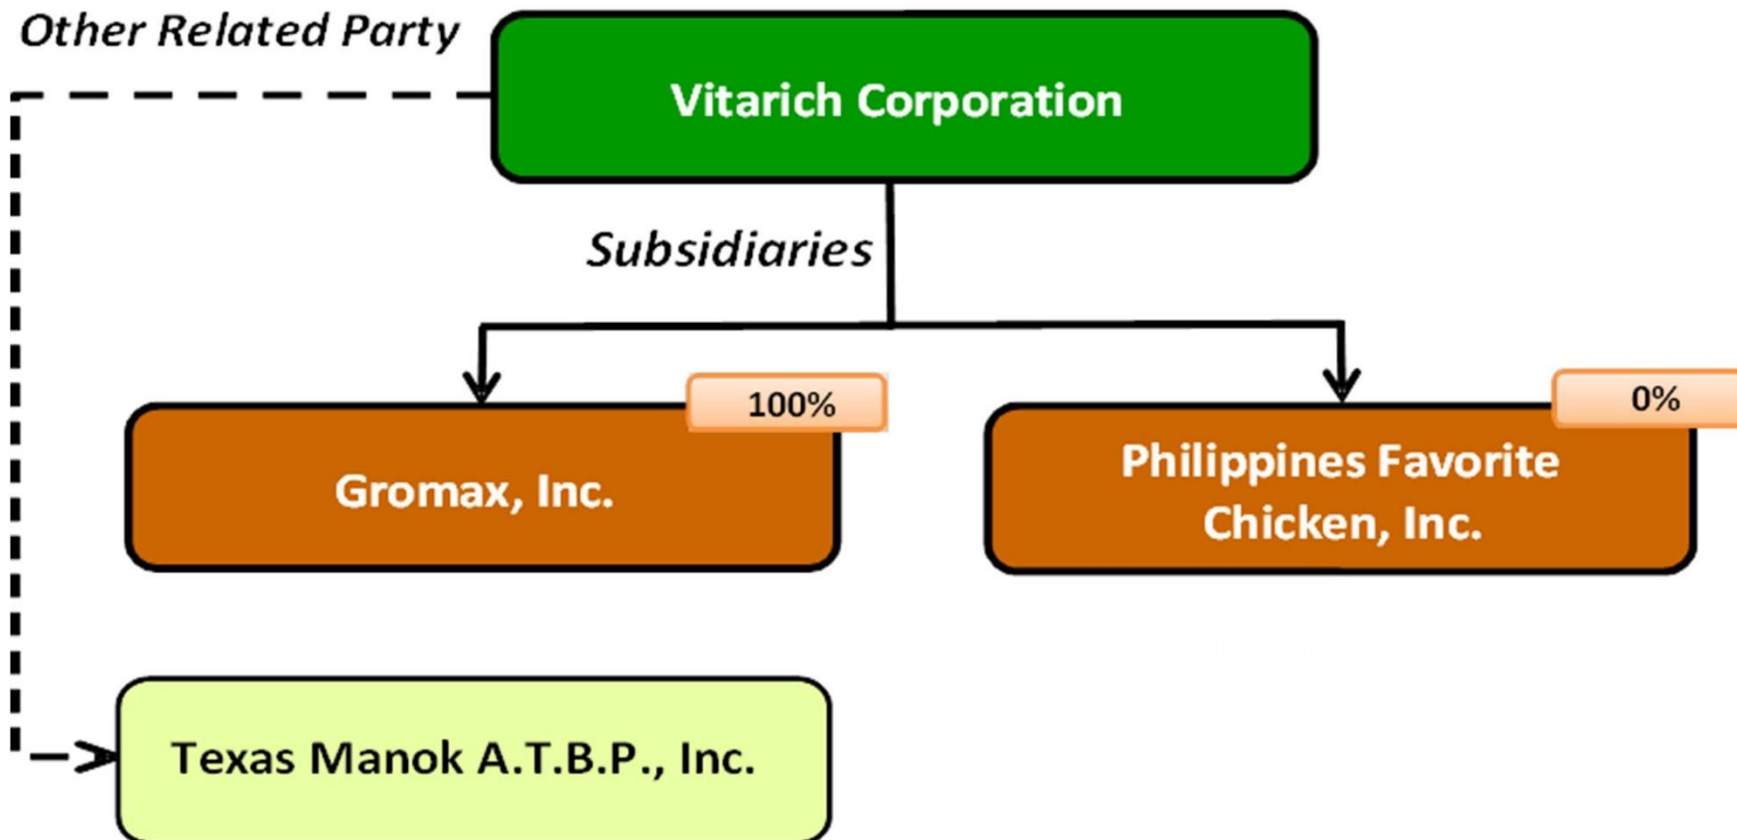 Other Related Party
Vitarich Corporation
Subsidiaries
100%
0%
Gromax, Inc.
Philippines Favorite
Chicken, Inc.
Texas Manok A.T.B.P., Inc.